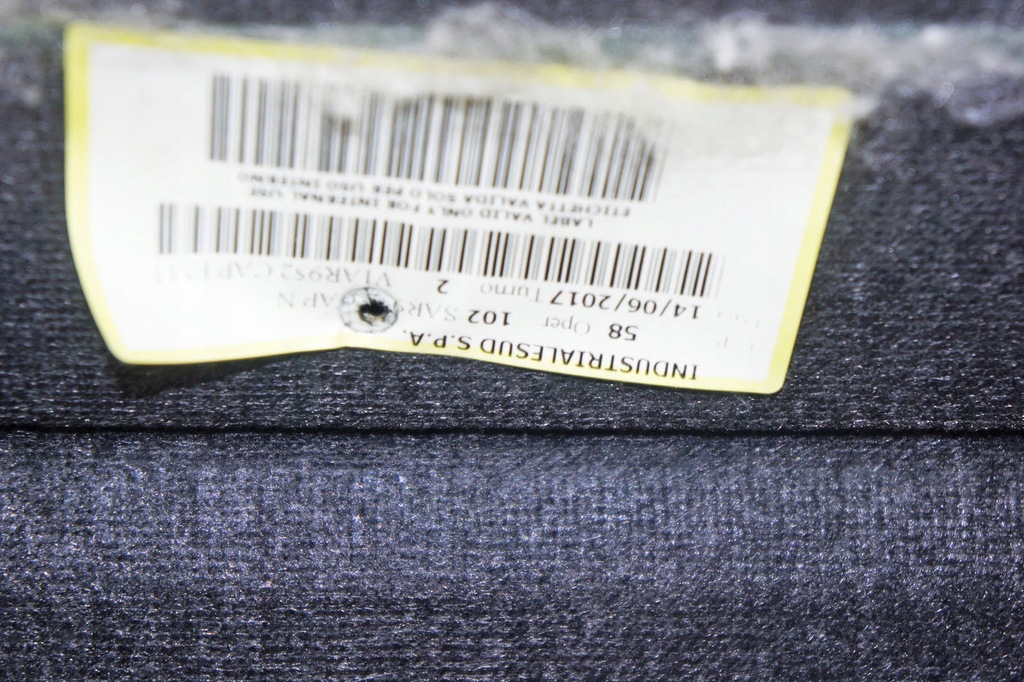 INDUSTRIALESUD S.P.A.
58 Oper 102
14/06/2017 Turno 2
VTAR952
LABEL VALID ONLY FOR INTERNAL USE
ETICHETTA VALIDA SOLO PER USO INTERNO